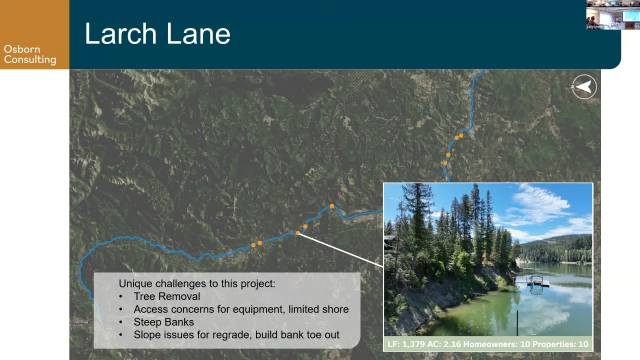 Osborn
Consulting
Larch Lane
Unique challenges to this project:
• Tree Removal
• Access concerns for equipment, limited shore
• Steep Banks
• Slope issues for regrade, build bank toe out
LF: 1,379 AC: 2.16 Homeowners: 10 Properties: 10